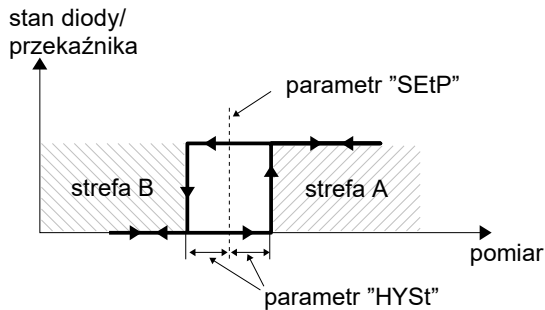 stan diody/
przekaźnika
parametr ”SEtP”
strefa B
strefa A
pomiar
parametr ”HYSt”